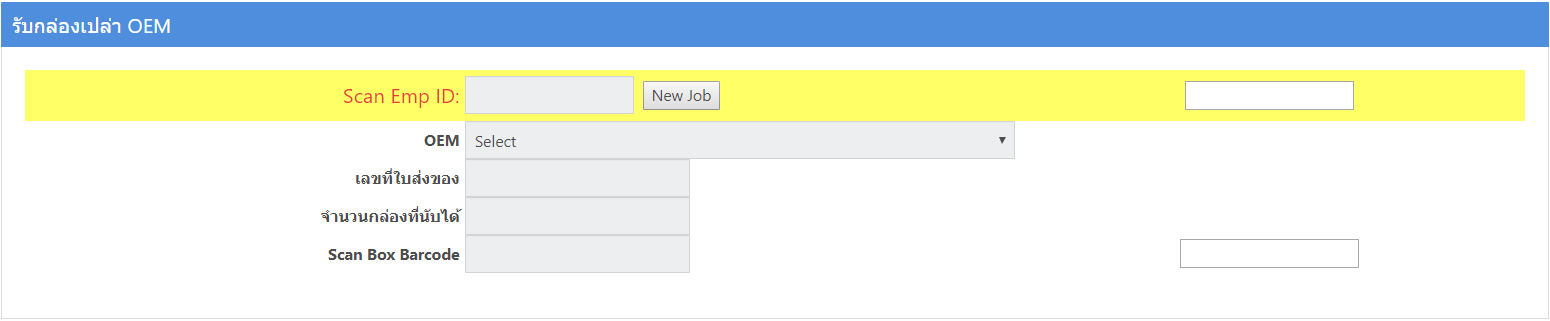 รับกล่องเปล่า OEM
Scan Emp ID: New Job
OEM Select
เลขที่ใบส่งของ
จำนวนกล่องที่นับได้
Scan Box Barcode